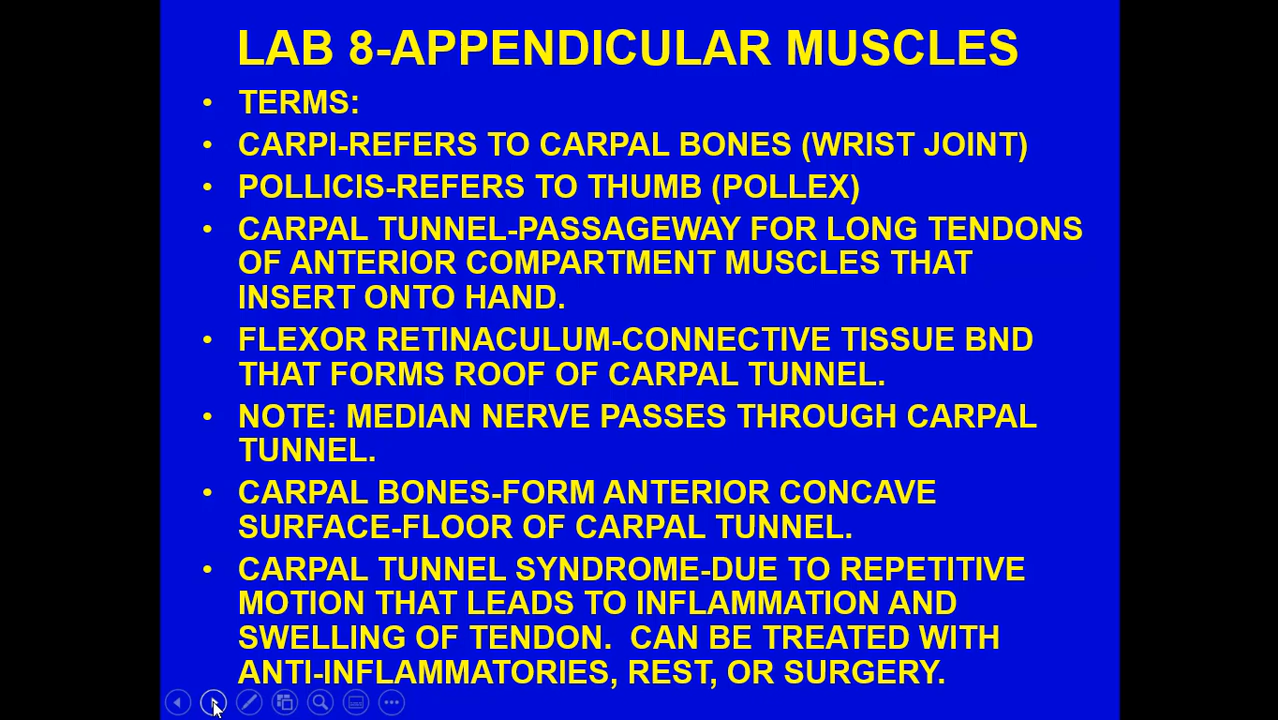 LAB 8-APPENDICULAR MUSCLES
• TERMS:
• CARPI-REFERS TO CARPAL BONES (WRIST JOINT)
• POLLICIS-REFERS TO THUMB (POLLEX)
• CARPAL TUNNEL-PASSAGEWAY FOR LONG TENDONS
OF ANTERIOR COMPARTMENT MUSCLES THAT
INSERT ONTO HAND.
• FLEXOR RETINACULUM-CONNECTIVE TISSUE BND
THAT FORMS ROOF OF CARPAL TUNNEL.
• NOTE: MEDIAN NERVE PASSES THROUGH CARPAL
TUNNEL.
• CARPAL BONES-FORM ANTERIOR CONCAVE
SURFACE-FLOOR OF CARPAL TUNNEL.
• CARPAL TUNNEL SYNDROME-DUE TO REPETITIVE
MOTION THAT LEADS TO INFLAMMATION AND
SWELLING OF TENDON.  CAN BE TREATED WITH
ANTI-INFLAMMATORIES, REST, OR SURGERY.